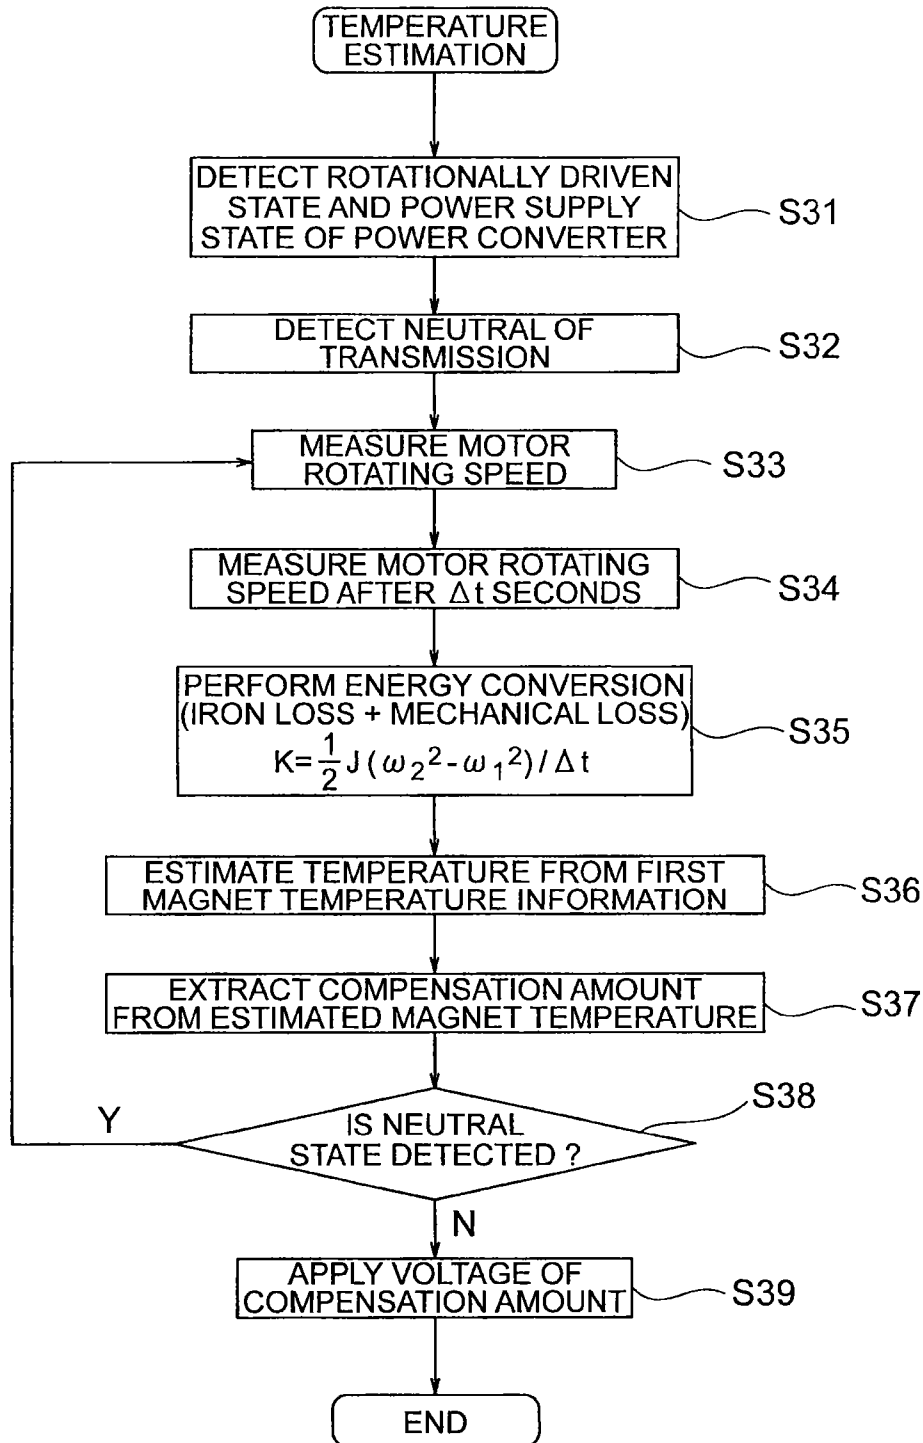 TEMPERATURE
ESTIMATION
DETECT ROTATIONALLY DRIVEN
STATE AND POWER SUPPLY
STATE OF POWER CONVERTER
S31
DETECT NEUTRAL OF
TRANSMISSION
S32
MEASURE MOTOR
ROTATING SPEED
S33
MEASURE MOTOR ROTATING
SPEED AFTER Δt SECONDS
S34
PERFORM ENERGY CONVERSION
(IRON LOSS + MECHANICAL LOSS)
K=1/2 J(ω₂²-ω₁²)/Δt
S35
ESTIMATE TEMPERATURE FROM FIRST
MAGNET TEMPERATURE INFORMATION
S36
EXTRACT COMPENSATION AMOUNT
FROM ESTIMATED MAGNET TEMPERATURE
S37
IS NEUTRAL
STATE DETECTED ?
S38
Y
N
APPLY VOLTAGE OF
COMPENSATION AMOUNT
S39
END